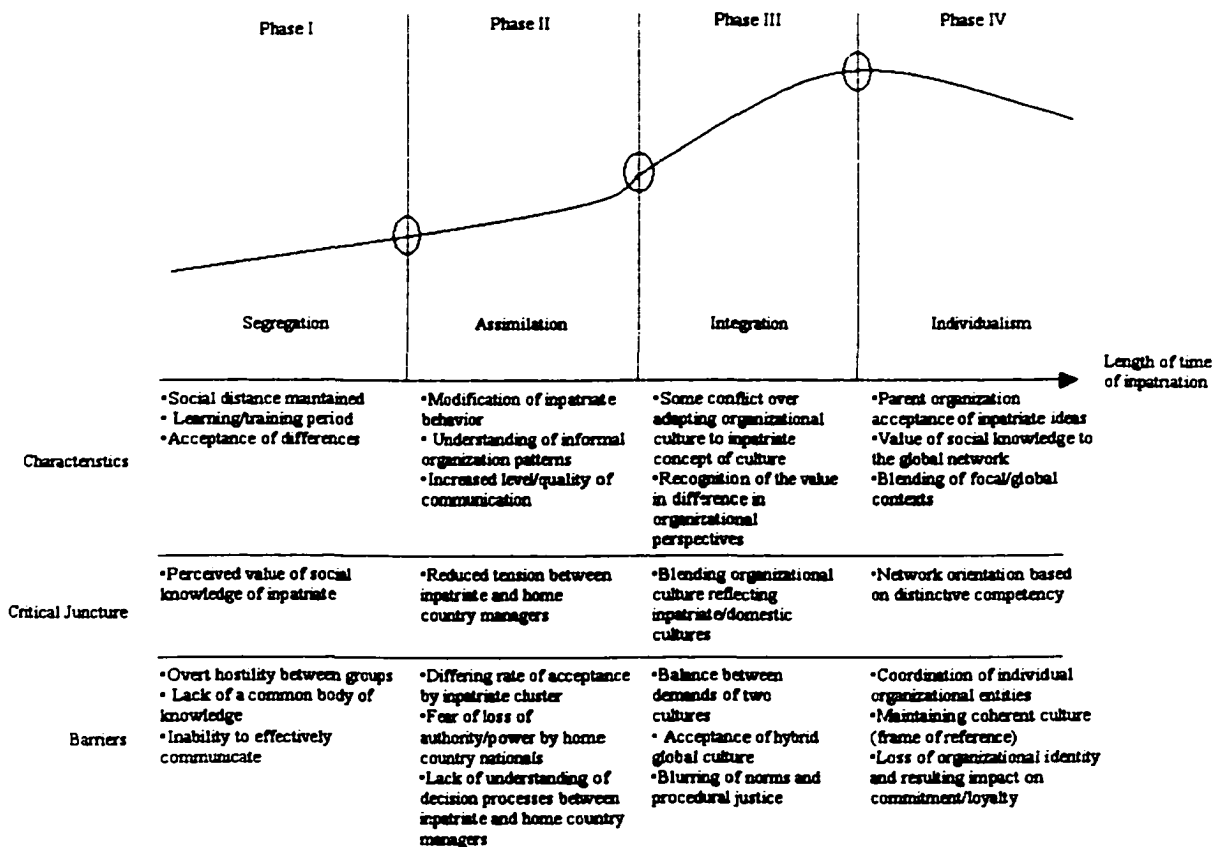 Phase I
Phase II
Phase III
Phase IV
Segregation
Assimilation
Integration
Individualism
Length of time
of inpatriation
Characteristics
•Social distance maintained
• Learning/training period
•Acceptance of differences
•Modification of inpatriate
behavior
• Understanding of informal
organization patterns
•Increased level/quality of
communication
•Some conflict over
adapting organizational
culture to inpatriate
concept of culture
•Recognition of the value
in difference in
organizational
perspectives
•Parent organization
acceptance of inpatriate ideas
•Value of social knowledge to
the global network
•Blending of focal/global
contexts
Critical Juncture
•Perceived value of social
knowledge of inpatriate
•Reduced tension between
inpatriate and home
country managers
•Blending organizational
culture reflecting
inpatriate/domestic
cultures
•Network orientation based
on distinctive competency
Barriers
•Overt hostility between groups
• Lack of a common body of
knowledge
•Inability to effectively
communicate
•Differing rate of acceptance
by inpatriate cluster
•Fear of loss of
authority/power by home
country nationals
•Lack of understanding of
decision processes between
inpatriate and home country
managers
•Balance between
demands of two
cultures
• Acceptance of hybrid
global culture
•Blurring of norms and
procedural justice
•Coordination of individual
organizational entities
•Maintaining coherent culture
(frame of reference)
•Loss of organizational identity
and resulting impact on
commitment/loyalty